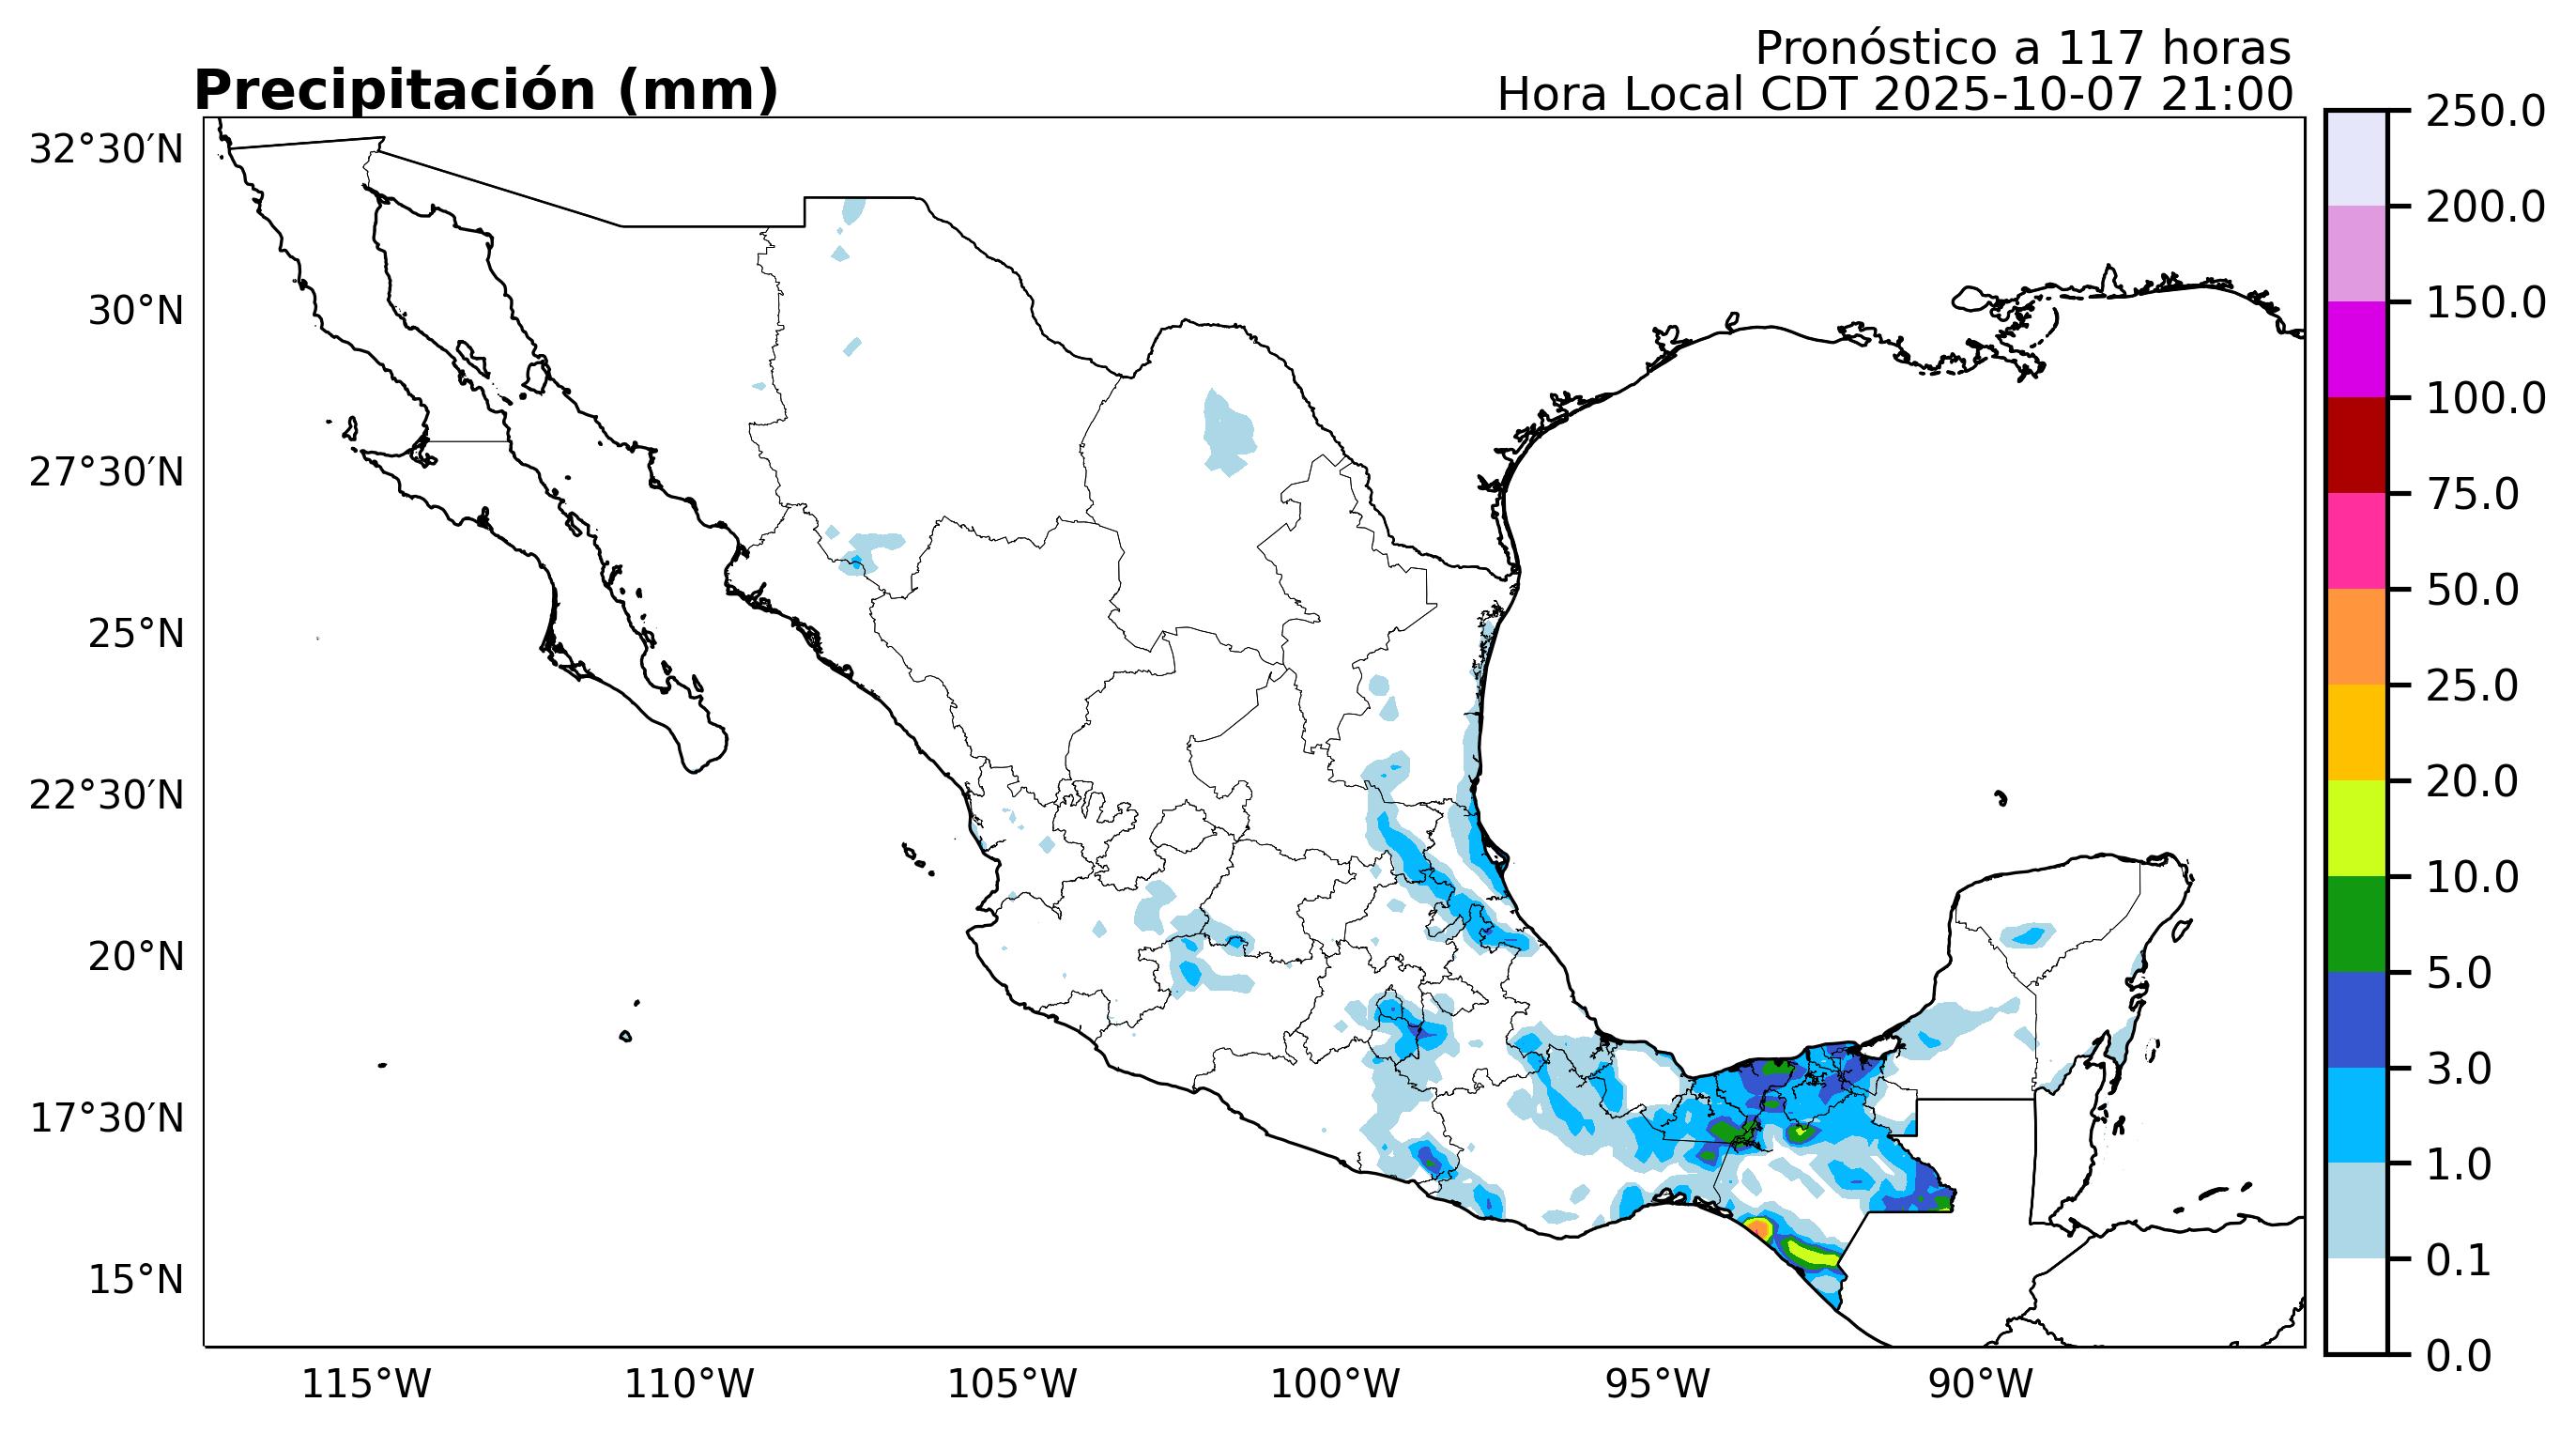 Pronóstico a 117 horas
Precipitación (mm)
Hora Local CDT 2025-10-07 21:00
32°30′N
30°N
27°30′N
25°N
22°30′N
20°N
17°30′N
15°N
115°W
110°W
105°W
100°W
95°W
90°W
250.0
200.0
150.0
100.0
75.0
50.0
25.0
20.0
10.0
5.0
3.0
1.0
0.1
0.0